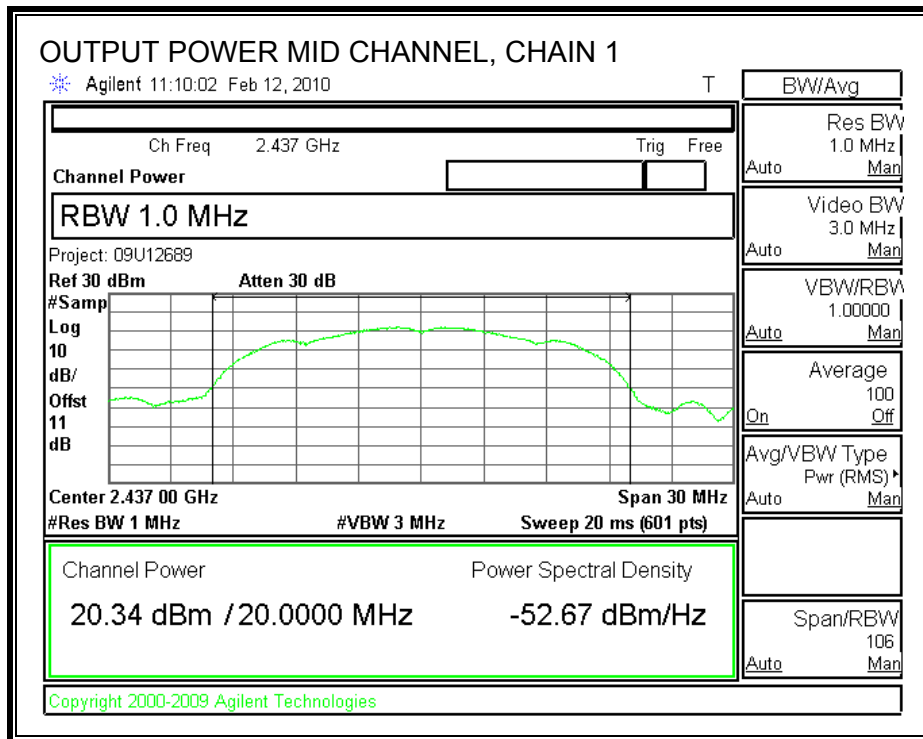 OUTPUT POWER MID CHANNEL, CHAIN 1
Agilent 11:10:02 Feb 12, 2010
T
Ch Freq 2.437 GHz
Trig Free
Channel Power
RBW 1.0 MHz
Project: 09U12689
Ref 30 dBm
Atten 30 dB
#Samp
Log
10
dB/
Offst
11
dB
Center 2.437 00 GHz
Span 30 MHz
#Res BW 1 MHz
#VBW 3 MHz
Sweep 20 ms (601 pts)
Channel Power
Power Spectral Density
20.34 dBm / 20.0000 MHz
-52.67 dBm/Hz
Copyright 2000-2009 Agilent Technologies
BW/Avg
Res BW
1.0 MHz
Auto Man
Video BW
3.0 MHz
Auto Man
VBW/RBW
1.00000
Auto Man
Average
100
On Off
Avg/VBW Type
Pwr (RMS)
Auto Man
Span/RBW
106
Auto Man